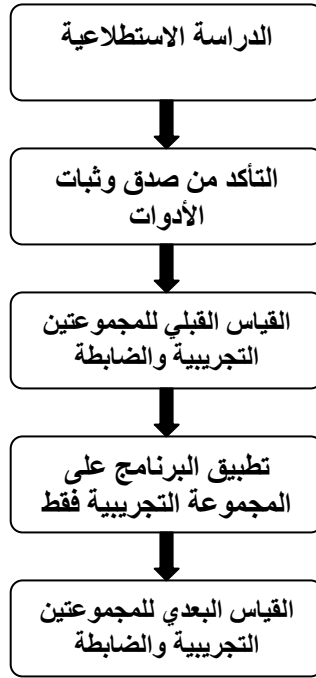 الدراسة الاستطلاعية
التأكد من صدق وثبات
الأدوات
القياس القبلي للمجموعتين
التجريبية والضابطة
تطبيق البرنامج على
المجموعة التجريبية فقط
القياس البعدي للمجموعتين
التجريبية والضابطة